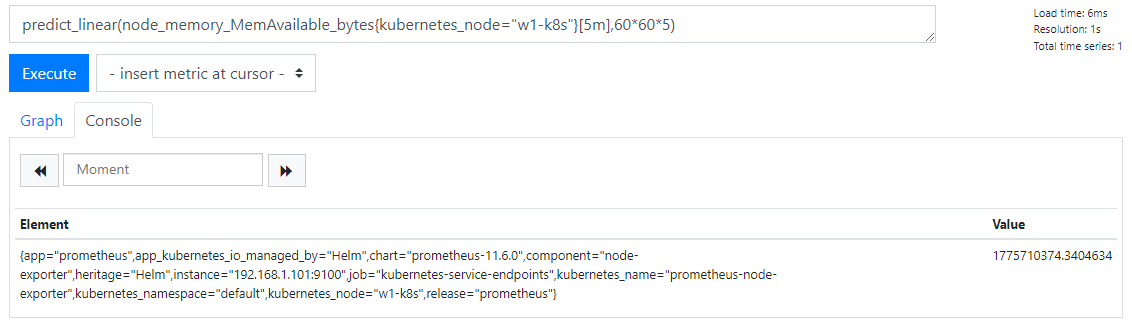 predict_linear(node_memory_MemAvailable_bytes{kubernetes_node="w1-k8s"}[5m],60*60*5)
Load time: 6ms
Resolution: 1s
Total time series: 1
Execute
- insert metric at cursor -
Graph
Console
Moment
Element
Value
{app="prometheus",app_kubernetes_io_managed_by="Helm",chart="prometheus-11.6.0",component="node-
exporter",heritage="Helm",instance="192.168.1.101:9100",job="kubernetes-service-endpoints",kubernetes_name="prometheus-node-
exporter",kubernetes_namespace="default",kubernetes_node="w1-k8s",release="prometheus"}
1775710374.3404634